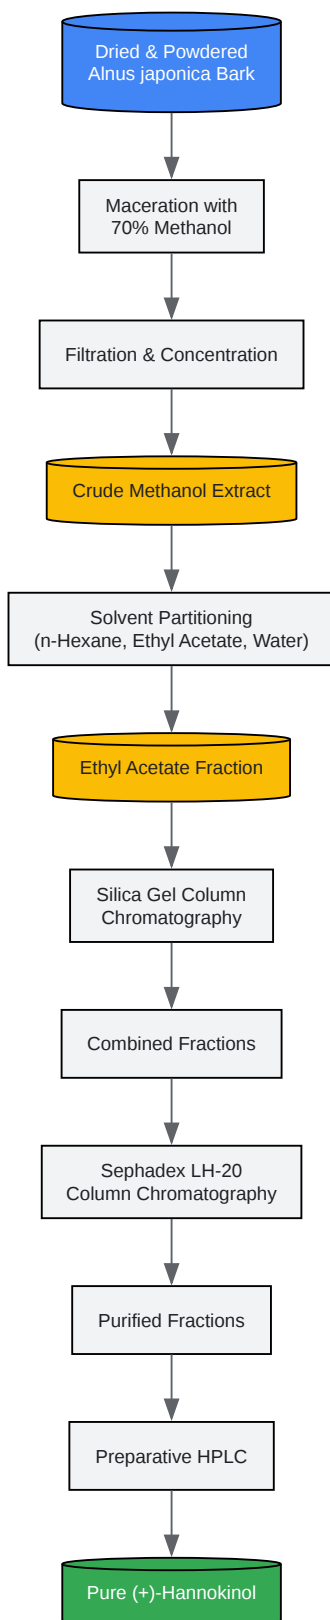 Dried & Powdered
Alnus japonica Bark
Maceration with
70% Methanol
Filtration & Concentration
Crude Methanol Extract
Solvent Partitioning
(n-Hexane, Ethyl Acetate, Water)
Ethyl Acetate Fraction
Silica Gel Column
Chromatography
Combined Fractions
Sephadex LH-20
Column Chromatography
Purified Fractions
Preparative HPLC
Pure (+)-Hannokinol